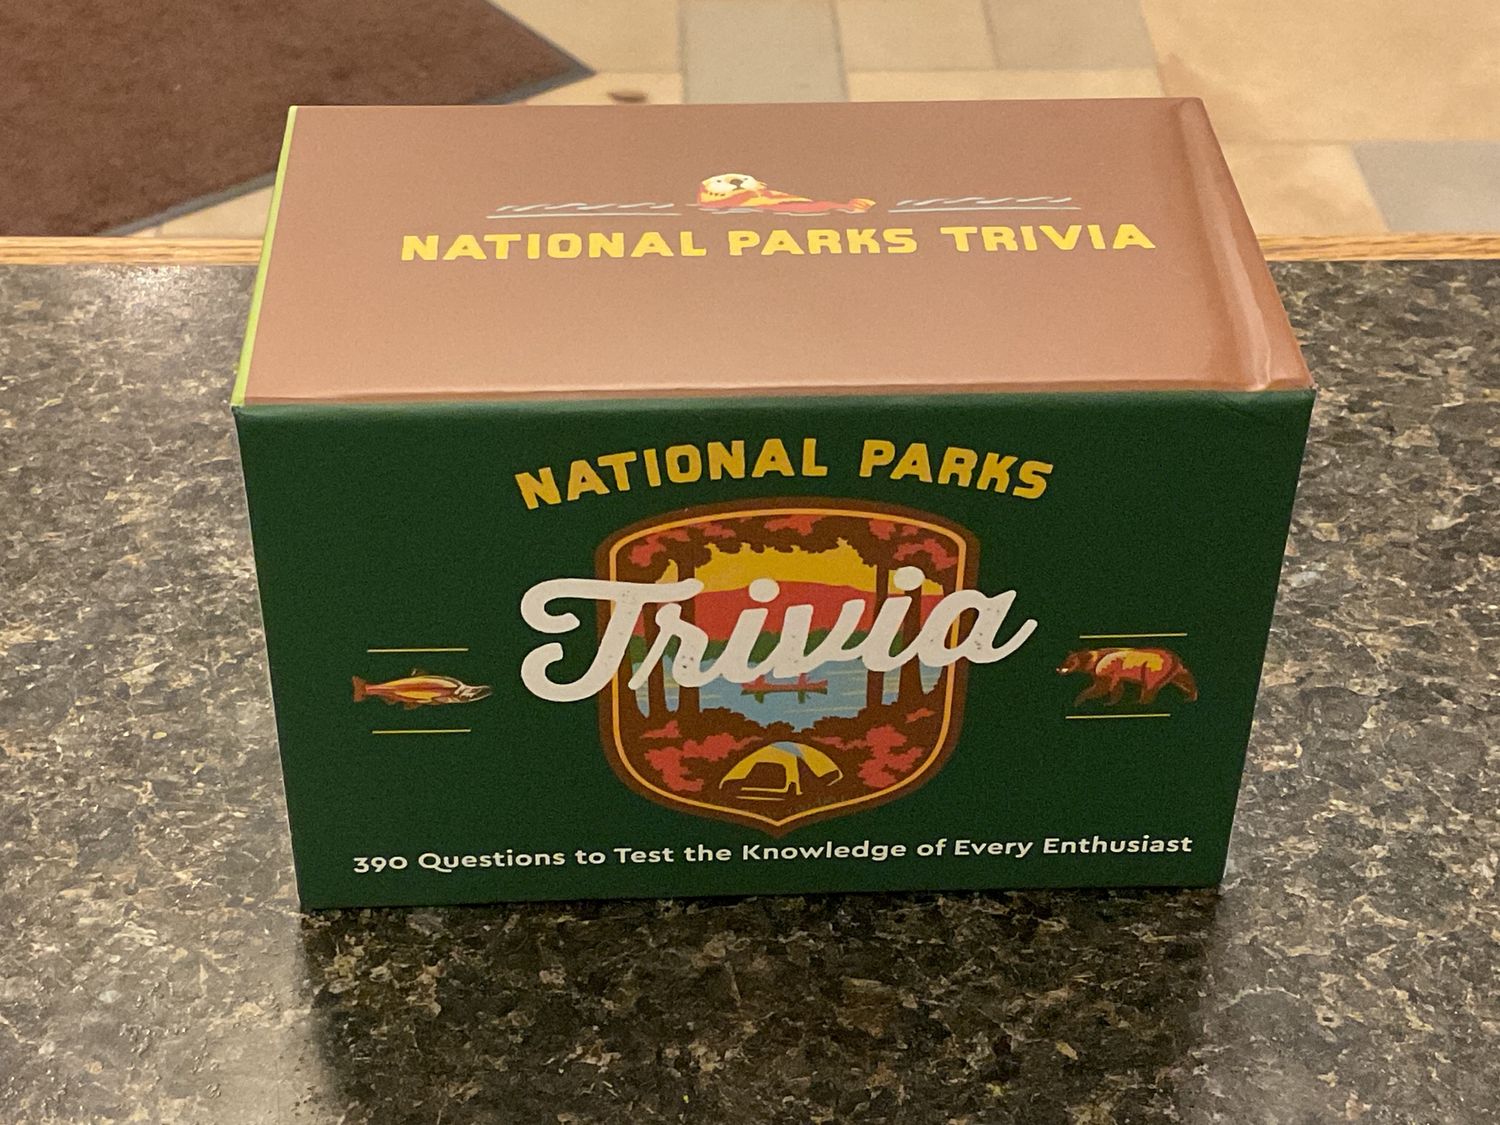 NATIONAL PARKS TRIVIA
NATIONAL PARKS
Trivia
390 Questions to Test the Knowledge of Every Enthusiast